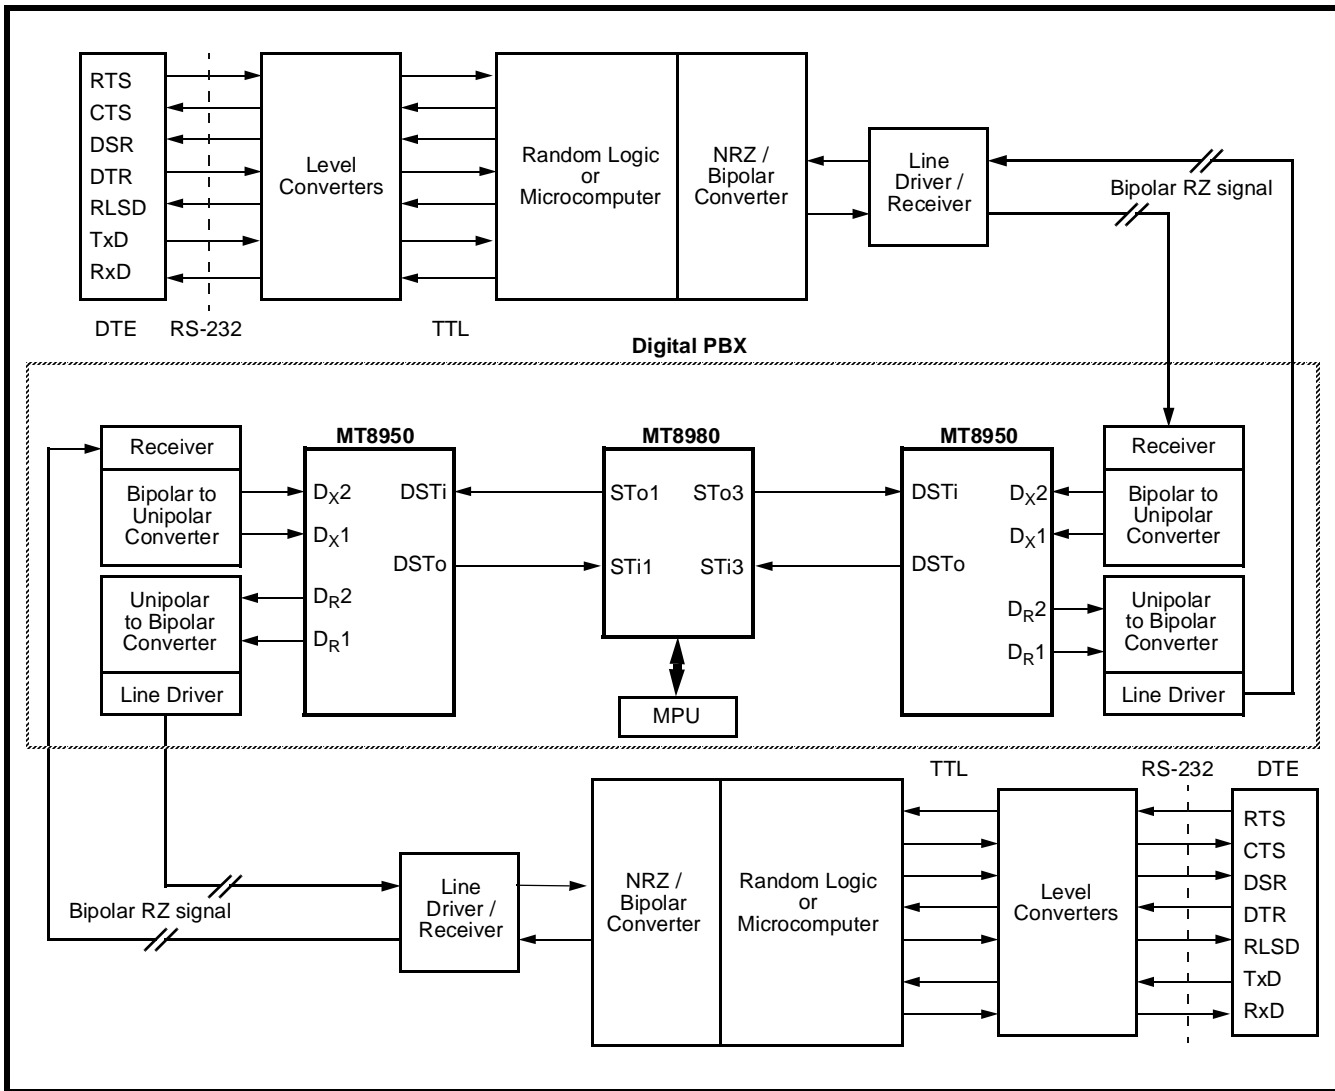 RTS
CTS
DSR
DTR
RLSD
TxD
RxD
DTE
RS-232
Level
Converters
TTL
Random Logic
or
Microcomputer
NRZ /
Bipolar
Converter
Line
Driver /
Receiver
Bipolar RZ signal
Digital PBX
Receiver
Bipolar to
Unipolar
Converter
Unipolar
to Bipolar
Converter
Line Driver
MT8950
DX2
DX1
DR2
DR1
DSTi
DSTo
MT8980
STo1
STo3
STi1
STi3
MPU
MT8950
DSTi
DSTo
DX2
DX1
DR2
DR1
Receiver
Bipolar to
Unipolar
Converter
Unipolar
to Bipolar
Converter
Line Driver
Bipolar RZ signal
Line
Driver /
Receiver
NRZ /
Bipolar
Converter
Random Logic
or
Microcomputer
TTL
Level
Converters
RS-232
DTE
RTS
CTS
DSR
DTR
RLSD
TxD
RxD